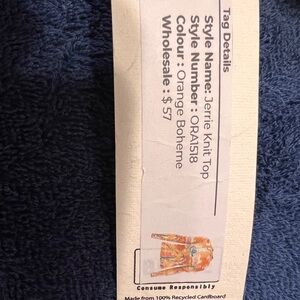 Tag Details
Style Name: Jerrie Knit Top
Style Number : ORA1518
Colour : Orange Boheme
Wholesale : $ 57
Consume Responsibly
Made from 100% Recycled Cardboard